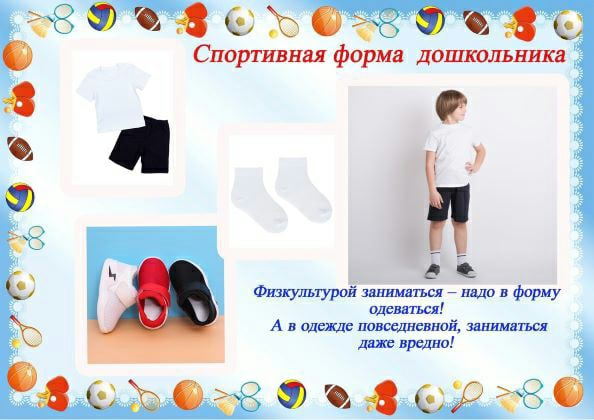 Спортивная форма дошкольника
Физкультурой заниматься – надо в форму
одеваться!
А в одежде повседневной, заниматься
даже вредно!